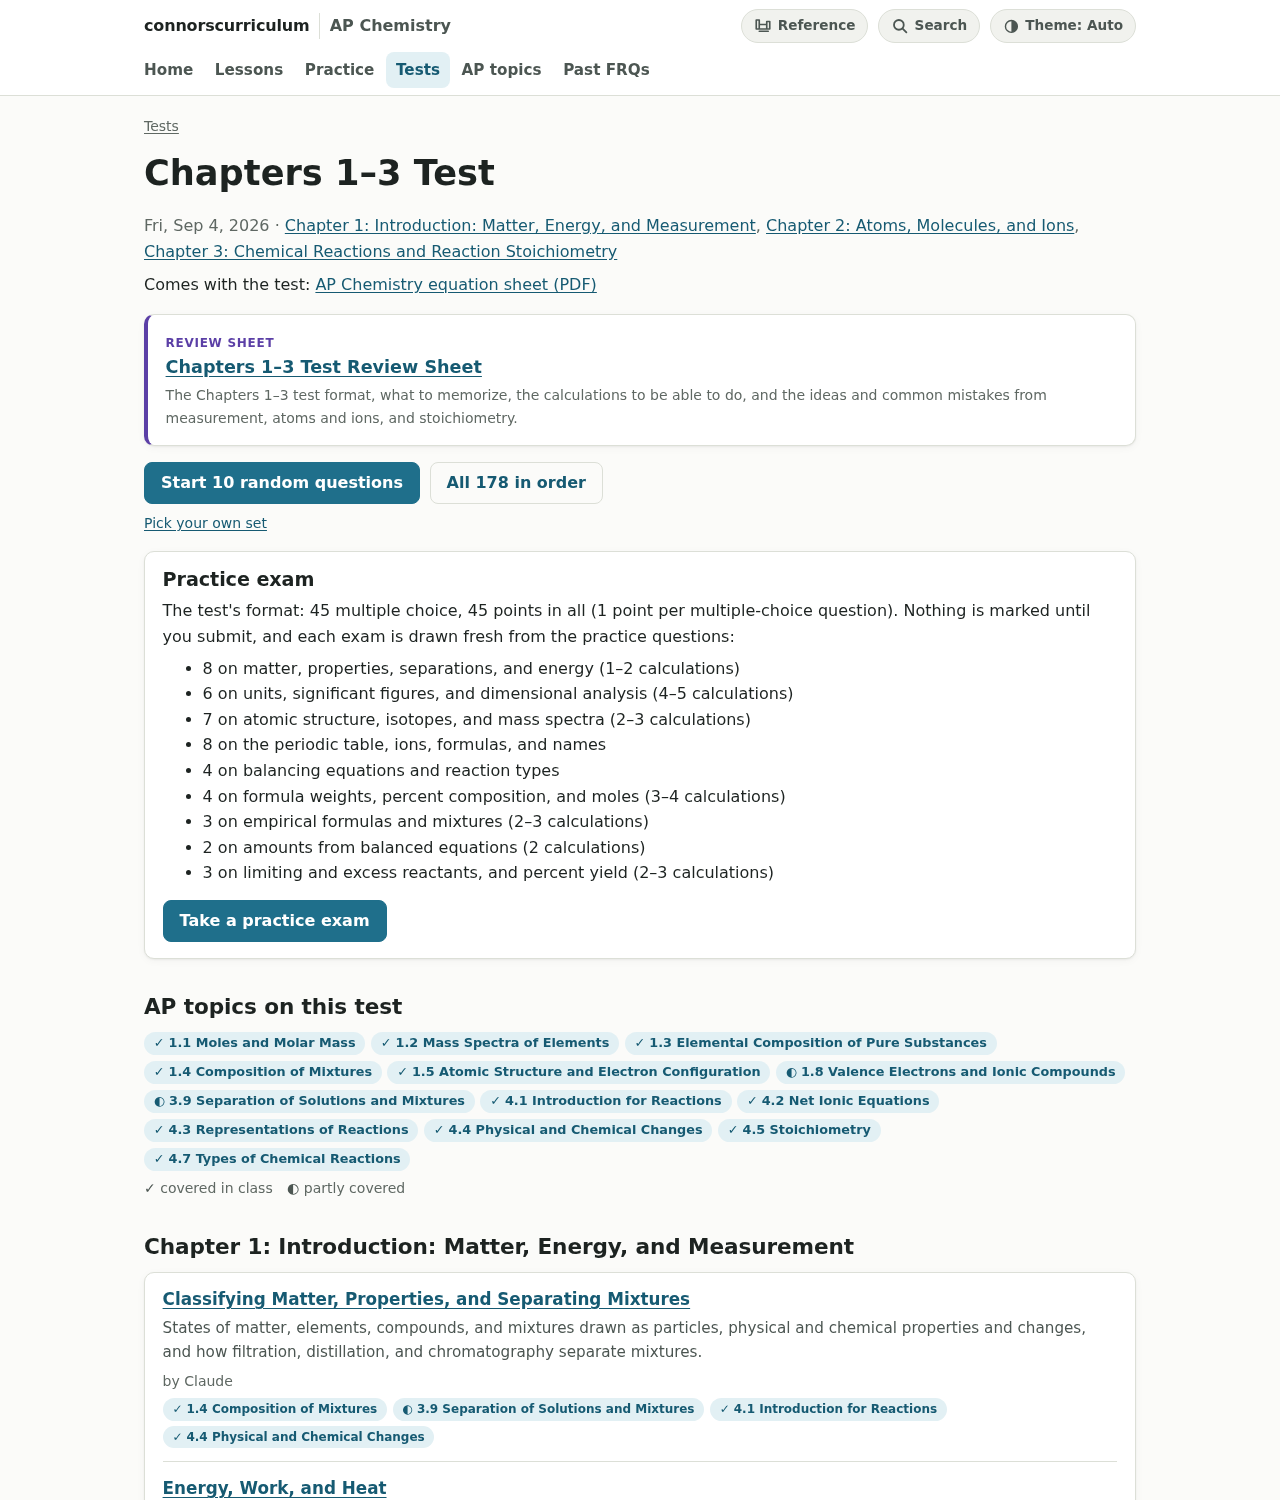 connorscurriculum
AP Chemistry
Reference
Search
Theme: Auto
Home
Lessons
Practice
Tests
AP topics
Past FRQs
Tests
Chapters 1–3 Test
Fri, Sep 4, 2026 · Chapter 1: Introduction: Matter, Energy, and Measurement, Chapter 2: Atoms, Molecules, and Ions,
Chapter 3: Chemical Reactions and Reaction Stoichiometry
Comes with the test: AP Chemistry equation sheet (PDF)
REVIEW SHEET
Chapters 1–3 Test Review Sheet
The Chapters 1–3 test format, what to memorize, the calculations to be able to do, and the ideas and common mistakes from
measurement, atoms and ions, and stoichiometry.
Start 10 random questions
All 178 in order
Pick your own set
Practice exam
The test's format: 45 multiple choice, 45 points in all (1 point per multiple-choice question). Nothing is marked until
you submit, and each exam is drawn fresh from the practice questions:
• 8 on matter, properties, separations, and energy (1–2 calculations)
• 6 on units, significant figures, and dimensional analysis (4–5 calculations)
• 7 on atomic structure, isotopes, and mass spectra (2–3 calculations)
• 8 on the periodic table, ions, formulas, and names
• 4 on balancing equations and reaction types
• 4 on formula weights, percent composition, and moles (3–4 calculations)
• 3 on empirical formulas and mixtures (2–3 calculations)
• 2 on amounts from balanced equations (2 calculations)
• 3 on limiting and excess reactants, and percent yield (2–3 calculations)
Take a practice exam
AP topics on this test
✓ 1.1 Moles and Molar Mass
✓ 1.2 Mass Spectra of Elements
✓ 1.3 Elemental Composition of Pure Substances
✓ 1.4 Composition of Mixtures
✓ 1.5 Atomic Structure and Electron Configuration
◐ 1.8 Valence Electrons and Ionic Compounds
◐ 3.9 Separation of Solutions and Mixtures
✓ 4.1 Introduction for Reactions
✓ 4.2 Net Ionic Equations
✓ 4.3 Representations of Reactions
✓ 4.4 Physical and Chemical Changes
✓ 4.5 Stoichiometry
✓ 4.7 Types of Chemical Reactions
✓ covered in class ◐ partly covered
Chapter 1: Introduction: Matter, Energy, and Measurement
Classifying Matter, Properties, and Separating Mixtures
States of matter, elements, compounds, and mixtures drawn as particles, physical and chemical properties and changes,
and how filtration, distillation, and chromatography separate mixtures.
by Claude
✓ 1.4 Composition of Mixtures
◐ 3.9 Separation of Solutions and Mixtures
✓ 4.1 Introduction for Reactions
✓ 4.4 Physical and Chemical Changes
Energy, Work, and Heat